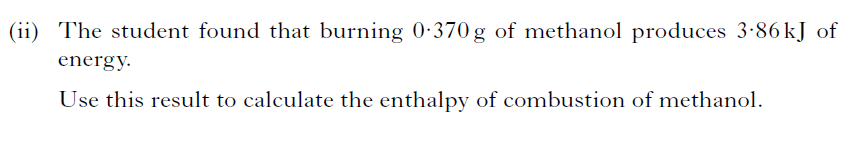 (ii) The student found that burning 0·370 g of methanol produces 3·86 kJ of
energy.
Use this result to calculate the enthalpy of combustion of methanol.